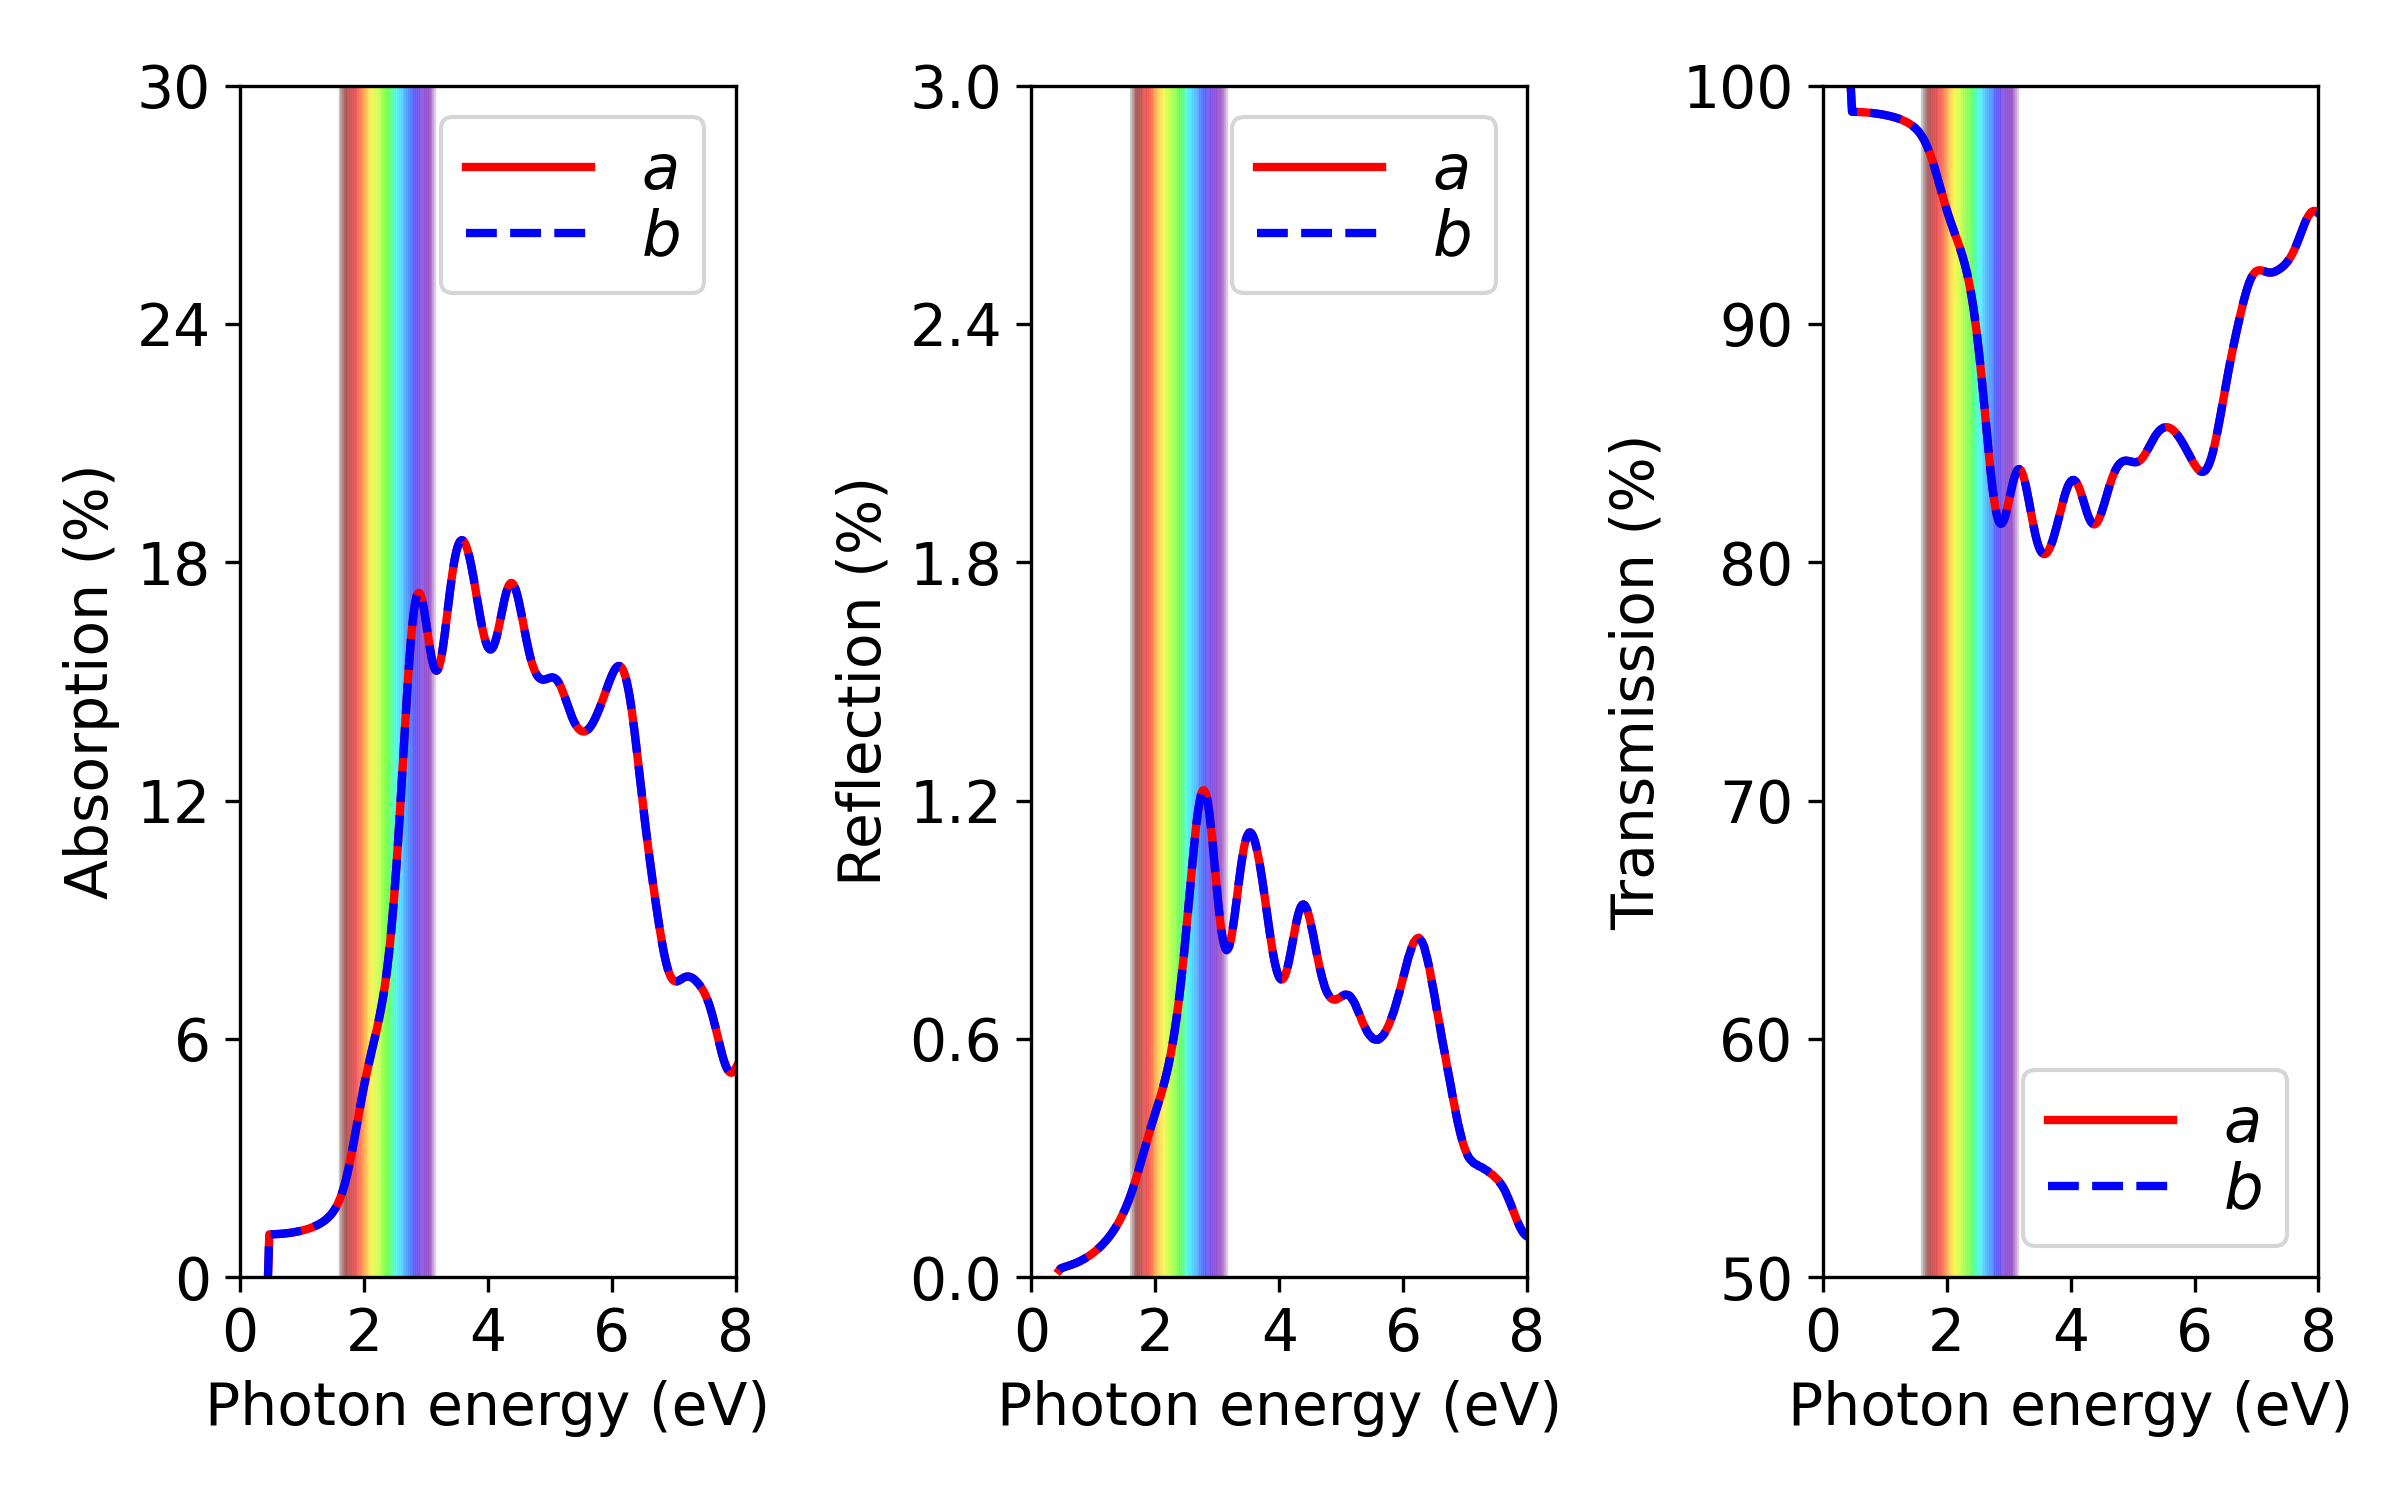 Absorption (%)
30
24
18
12
6
0
0 2 4 6 8
Photon energy (eV)
a
b
Reflection (%)
3.0
2.4
1.8
1.2
0.6
0.0
0 2 4 6 8
Photon energy (eV)
a
b
Transmission (%)
100
90
80
70
60
50
0 2 4 6 8
Photon energy (eV)
a
b